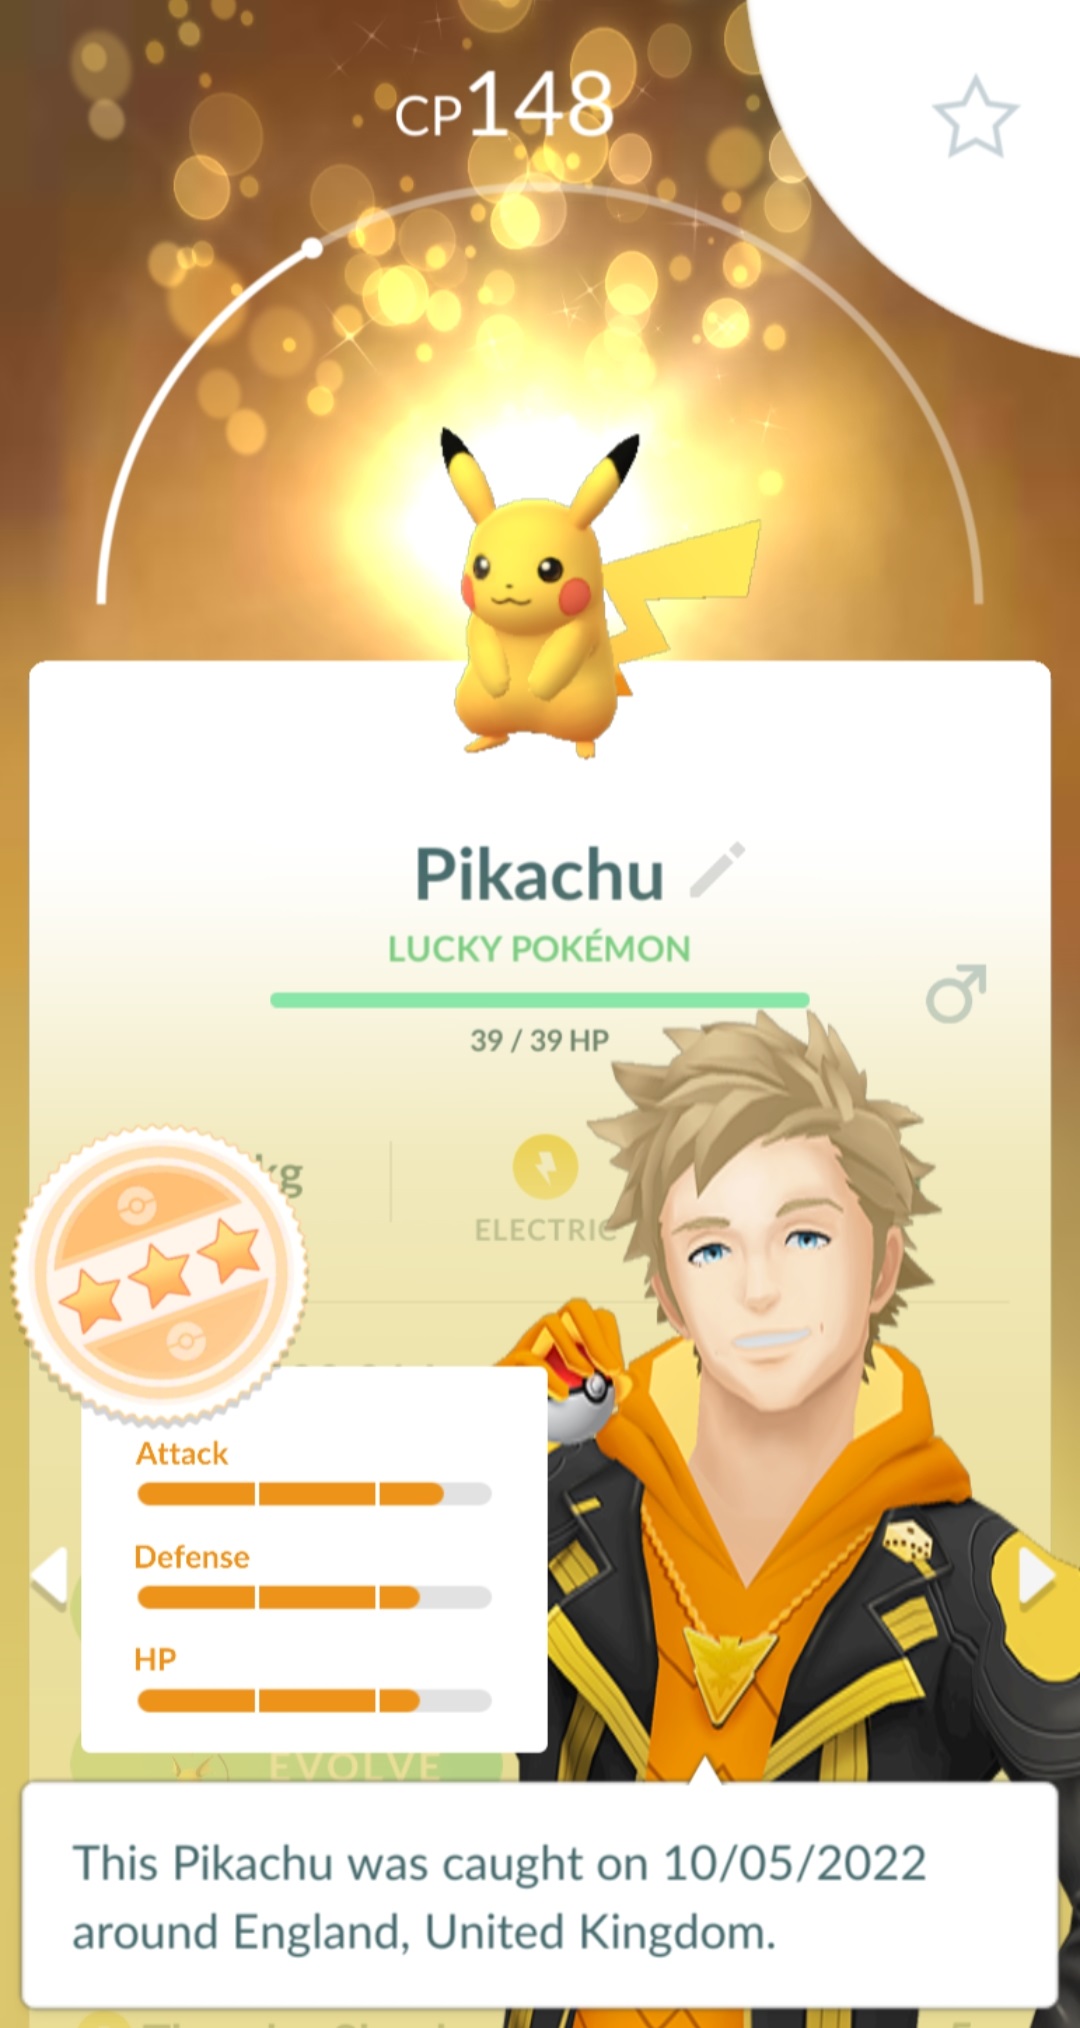 CP148
Pikachu
LUCKY POKÉMON
39 / 39 HP
kg
ELECTRIC
Attack
Defense
HP
EVOLVE
This Pikachu was caught on 10/05/2022
around England, United Kingdom.